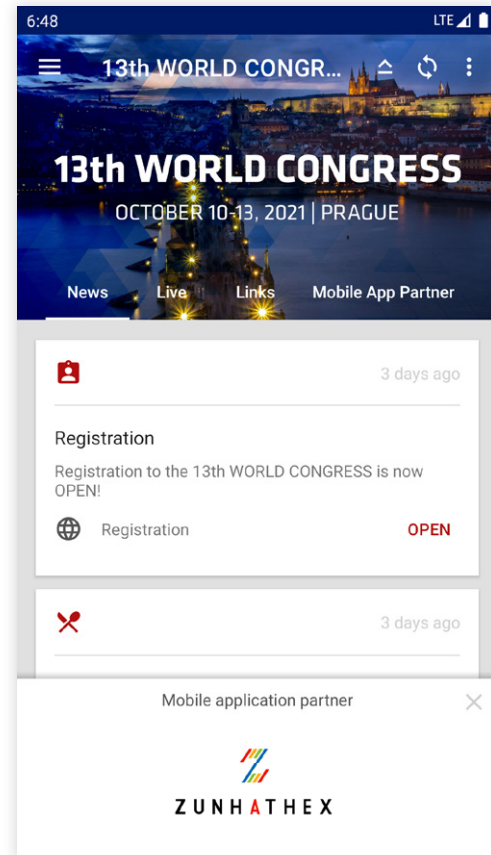 6:48 LTE
13th WORLD CONGR...
13th WORLD CONGRESS
OCTOBER 10-13, 2021 | PRAGUE
News Live Links Mobile App Partner
3 days ago
Registration
Registration to the 13th WORLD CONGRESS is now
OPEN!
Registration OPEN
3 days ago
Mobile application partner
ZUNHATHEX